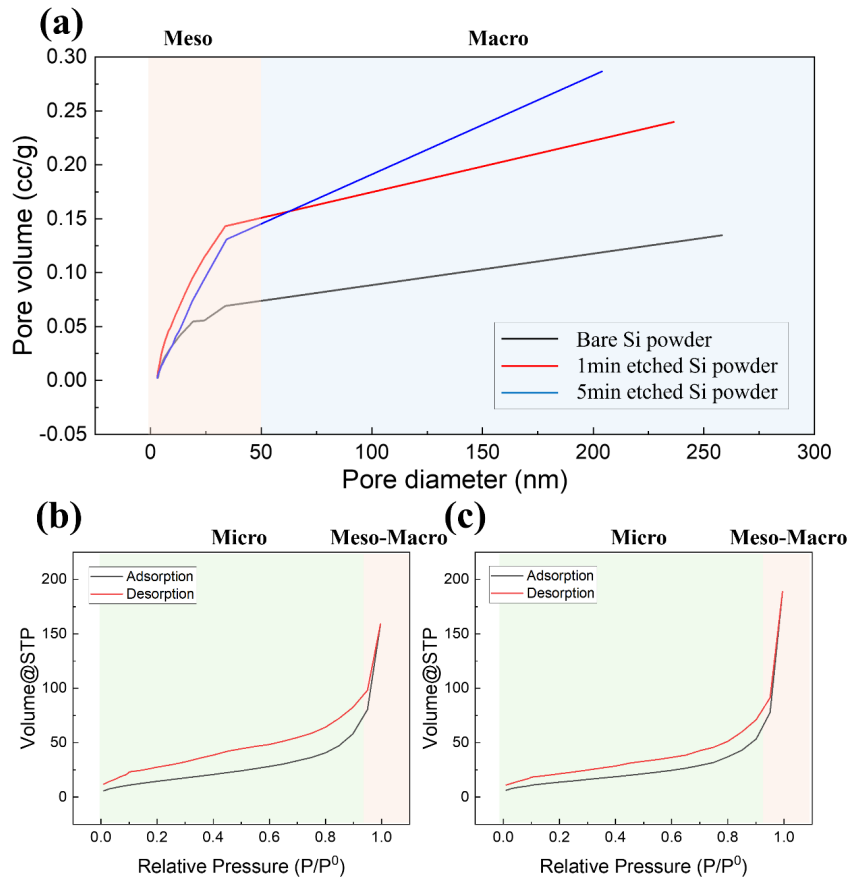 (a)
Meso Macro
0.30
0.25
0.20
0.15
0.10
0.05
0.00
-0.05
Pore volume (cc/g)
Bare Si powder
1min etched Si powder
5min etched Si powder
0 50 100 150 200 250 300
Pore diameter (nm)
(b)
Micro Meso-Macro
Adsorption
Desorption
200
150
100
50
0
Volume@STP
0.0 0.2 0.4 0.6 0.8 1.0
Relative Pressure (P/P⁰)
(c)
Micro Meso-Macro
Adsorption
Desorption
200
150
100
50
0
Volume@STP
0.0 0.2 0.4 0.6 0.8 1.0
Relative Pressure (P/P⁰)